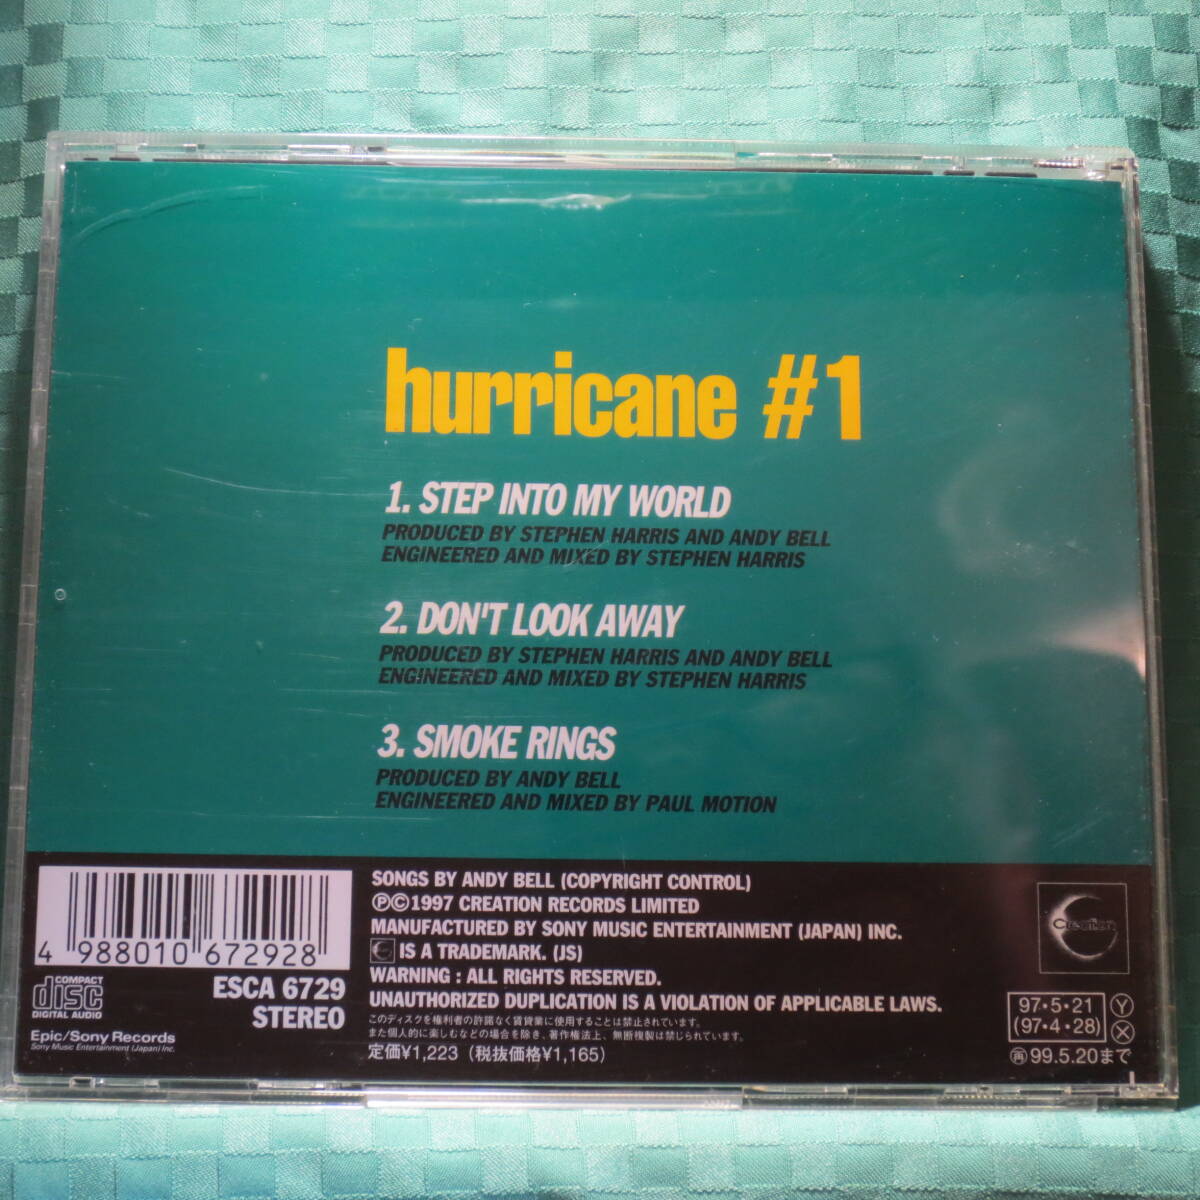 hurricane #1
1. STEP INTO MY WORLD
PRODUCED BY STEPHEN HARRIS AND ANDY BELL
ENGINEERED AND MIXED BY STEPHEN HARRIS
2. DON'T LOOK AWAY
PRODUCED BY STEPHEN HARRIS AND ANDY BELL
ENGINEERED AND MIXED BY STEPHEN HARRIS
3. SMOKE RINGS
PRODUCED BY ANDY BELL
ENGINEERED AND MIXED BY PAUL MOTION
4 988010 672928
COMPACT
disc
DIGITAL AUDIO
ESCA 6729
STEREO
Epic/Sony Records
Sony Music Entertainment (Japan) Inc.
SONGS BY ANDY BELL (COPYRIGHT CONTROL)
℗©1997 CREATION RECORDS LIMITED
MANUFACTURED BY SONY MUSIC ENTERTAINMENT (JAPAN) INC.
IS A TRADEMARK. (JS)
WARNING : ALL RIGHTS RESERVED.
UNAUTHORIZED DUPLICATION IS A VIOLATION OF APPLICABLE LAWS.
このディスクを権利者の許諾なく賃貸業に使用することは禁止されています。
また個人的に楽しむなどの場合を除き、著作権法上、無断複製は禁じられています。
定価¥1,223（税抜価格¥1,165）
Creation
97・5・21 Ⓨ
(97・4・28) Ⓧ
㊢99.5.20まで